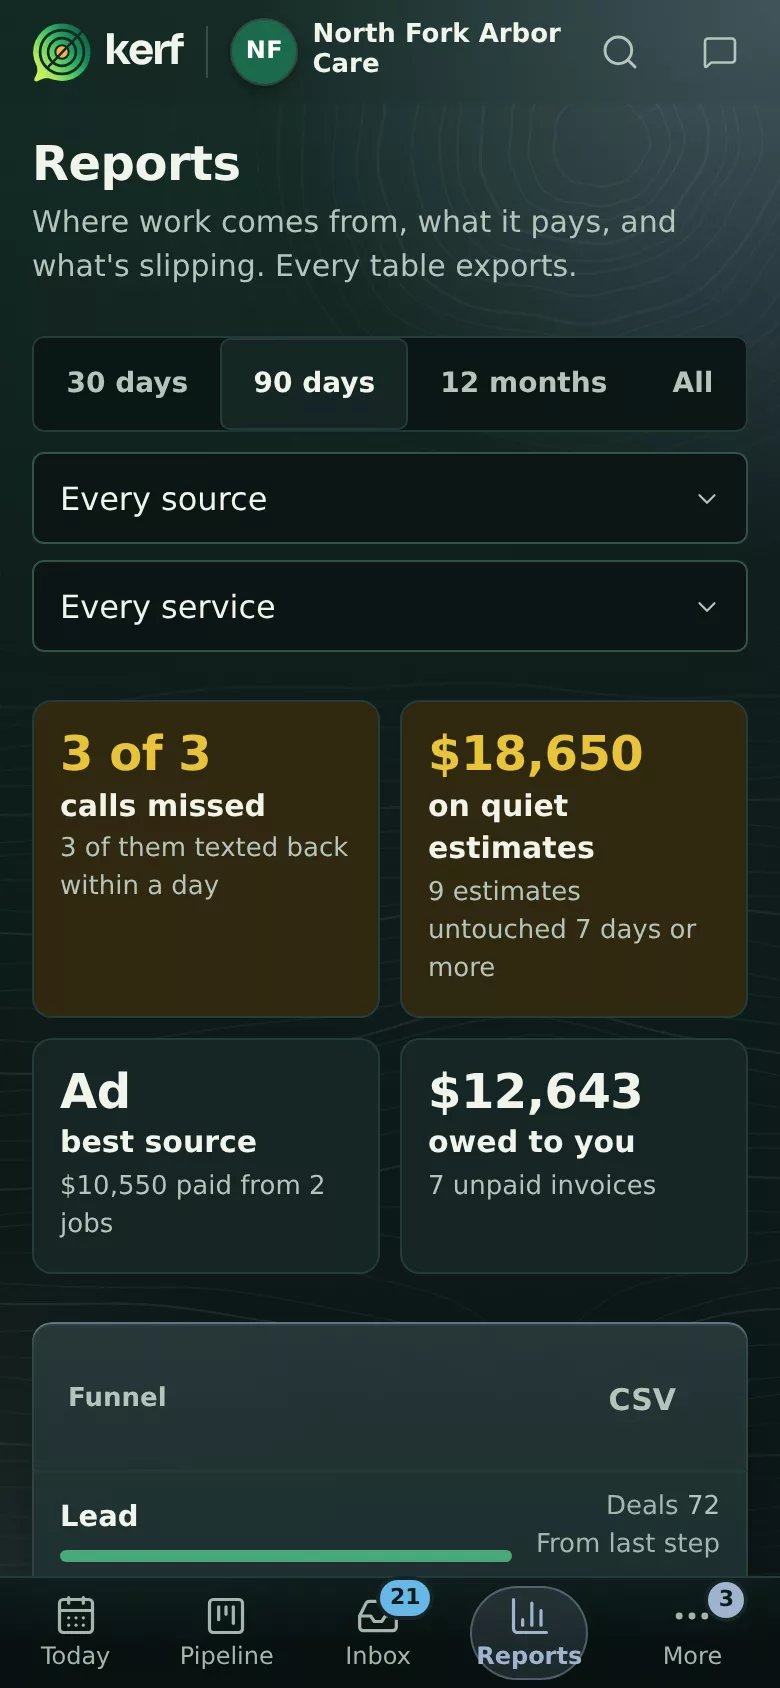 kerf
NF
North Fork Arbor
Care
Reports
Where work comes from, what it pays, and
what's slipping. Every table exports.
30 days
90 days
12 months
All
Every source
Every service
3 of 3
calls missed
3 of them texted back
within a day
$18,650
on quiet
estimates
9 estimates
untouched 7 days or
more
Ad
best source
$10,550 paid from 2
jobs
$12,643
owed to you
7 unpaid invoices
Funnel
CSV
Lead
Deals 72
From last step
Today
Pipeline
21
Inbox
Reports
3
More